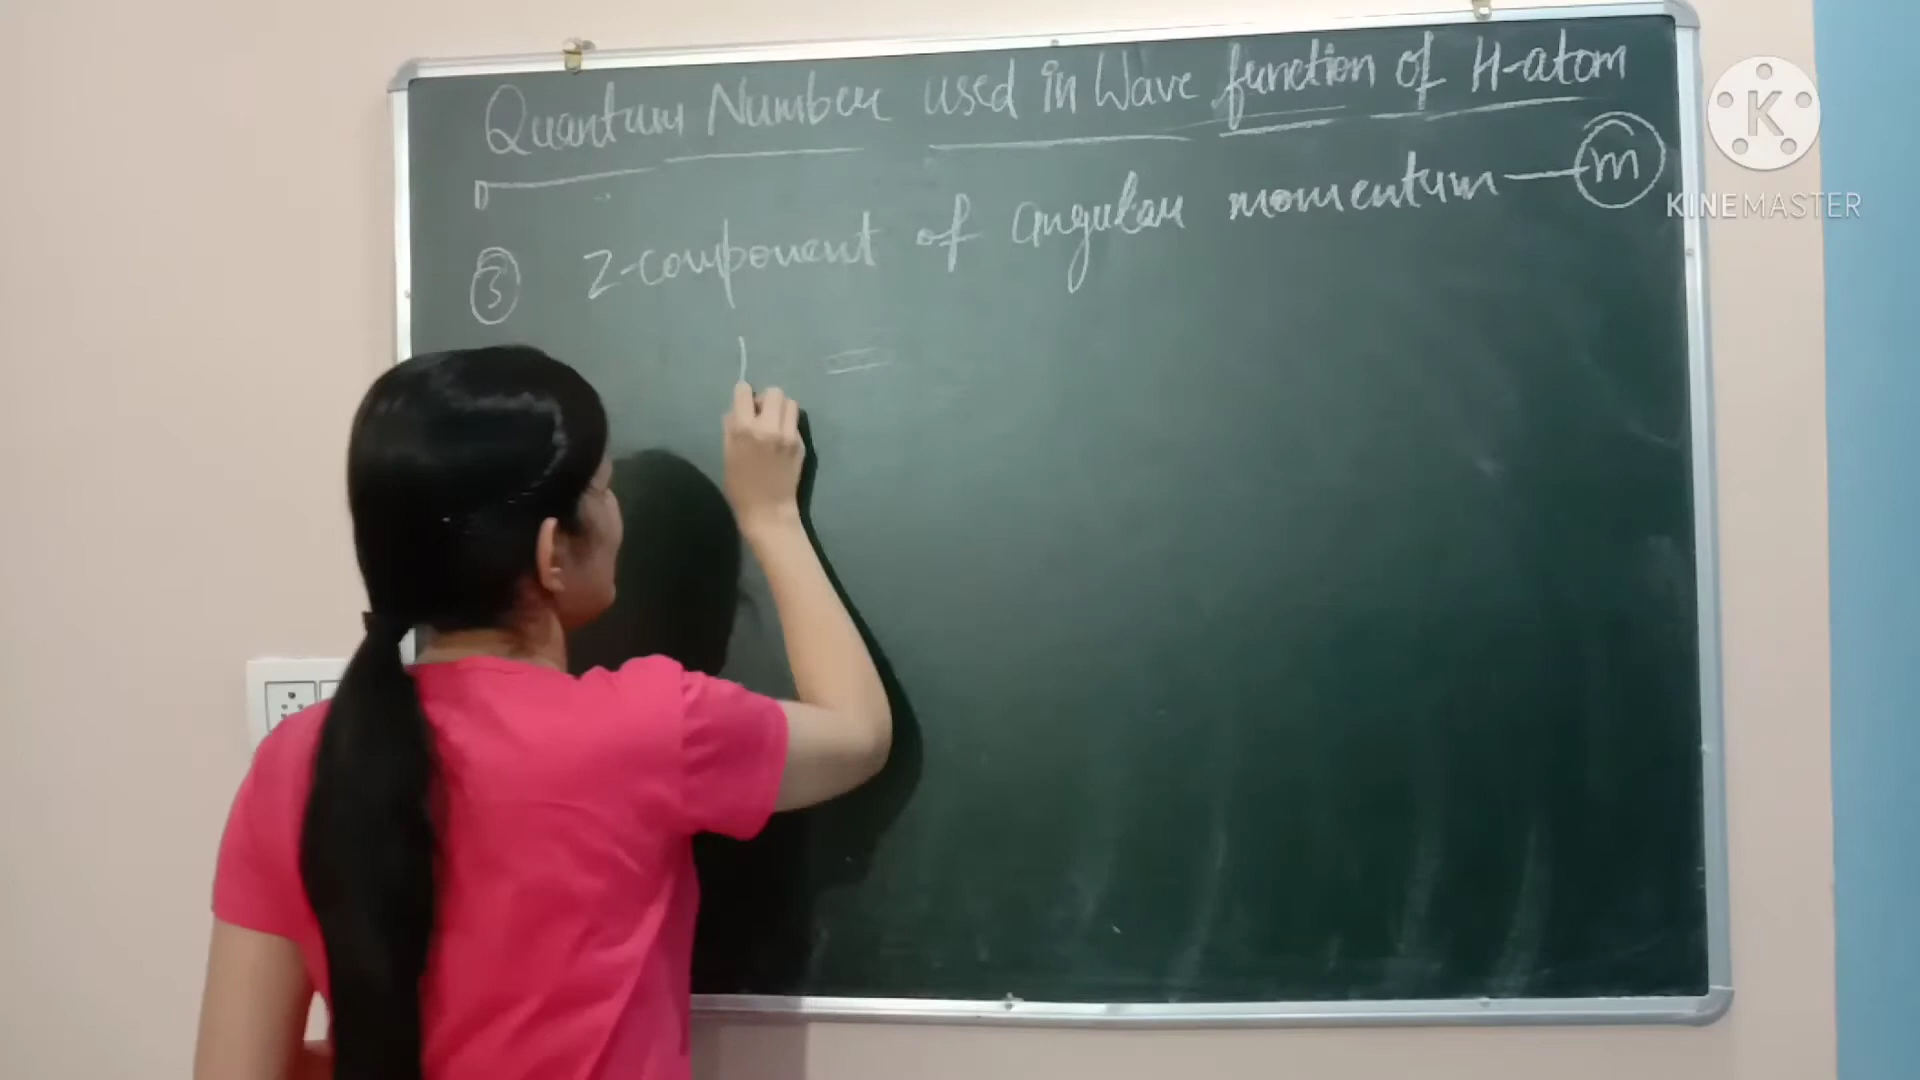 Quantum Number used in Wave function of H-atom
③ Z-component of angular momentum — m
=
K
KINEMASTER